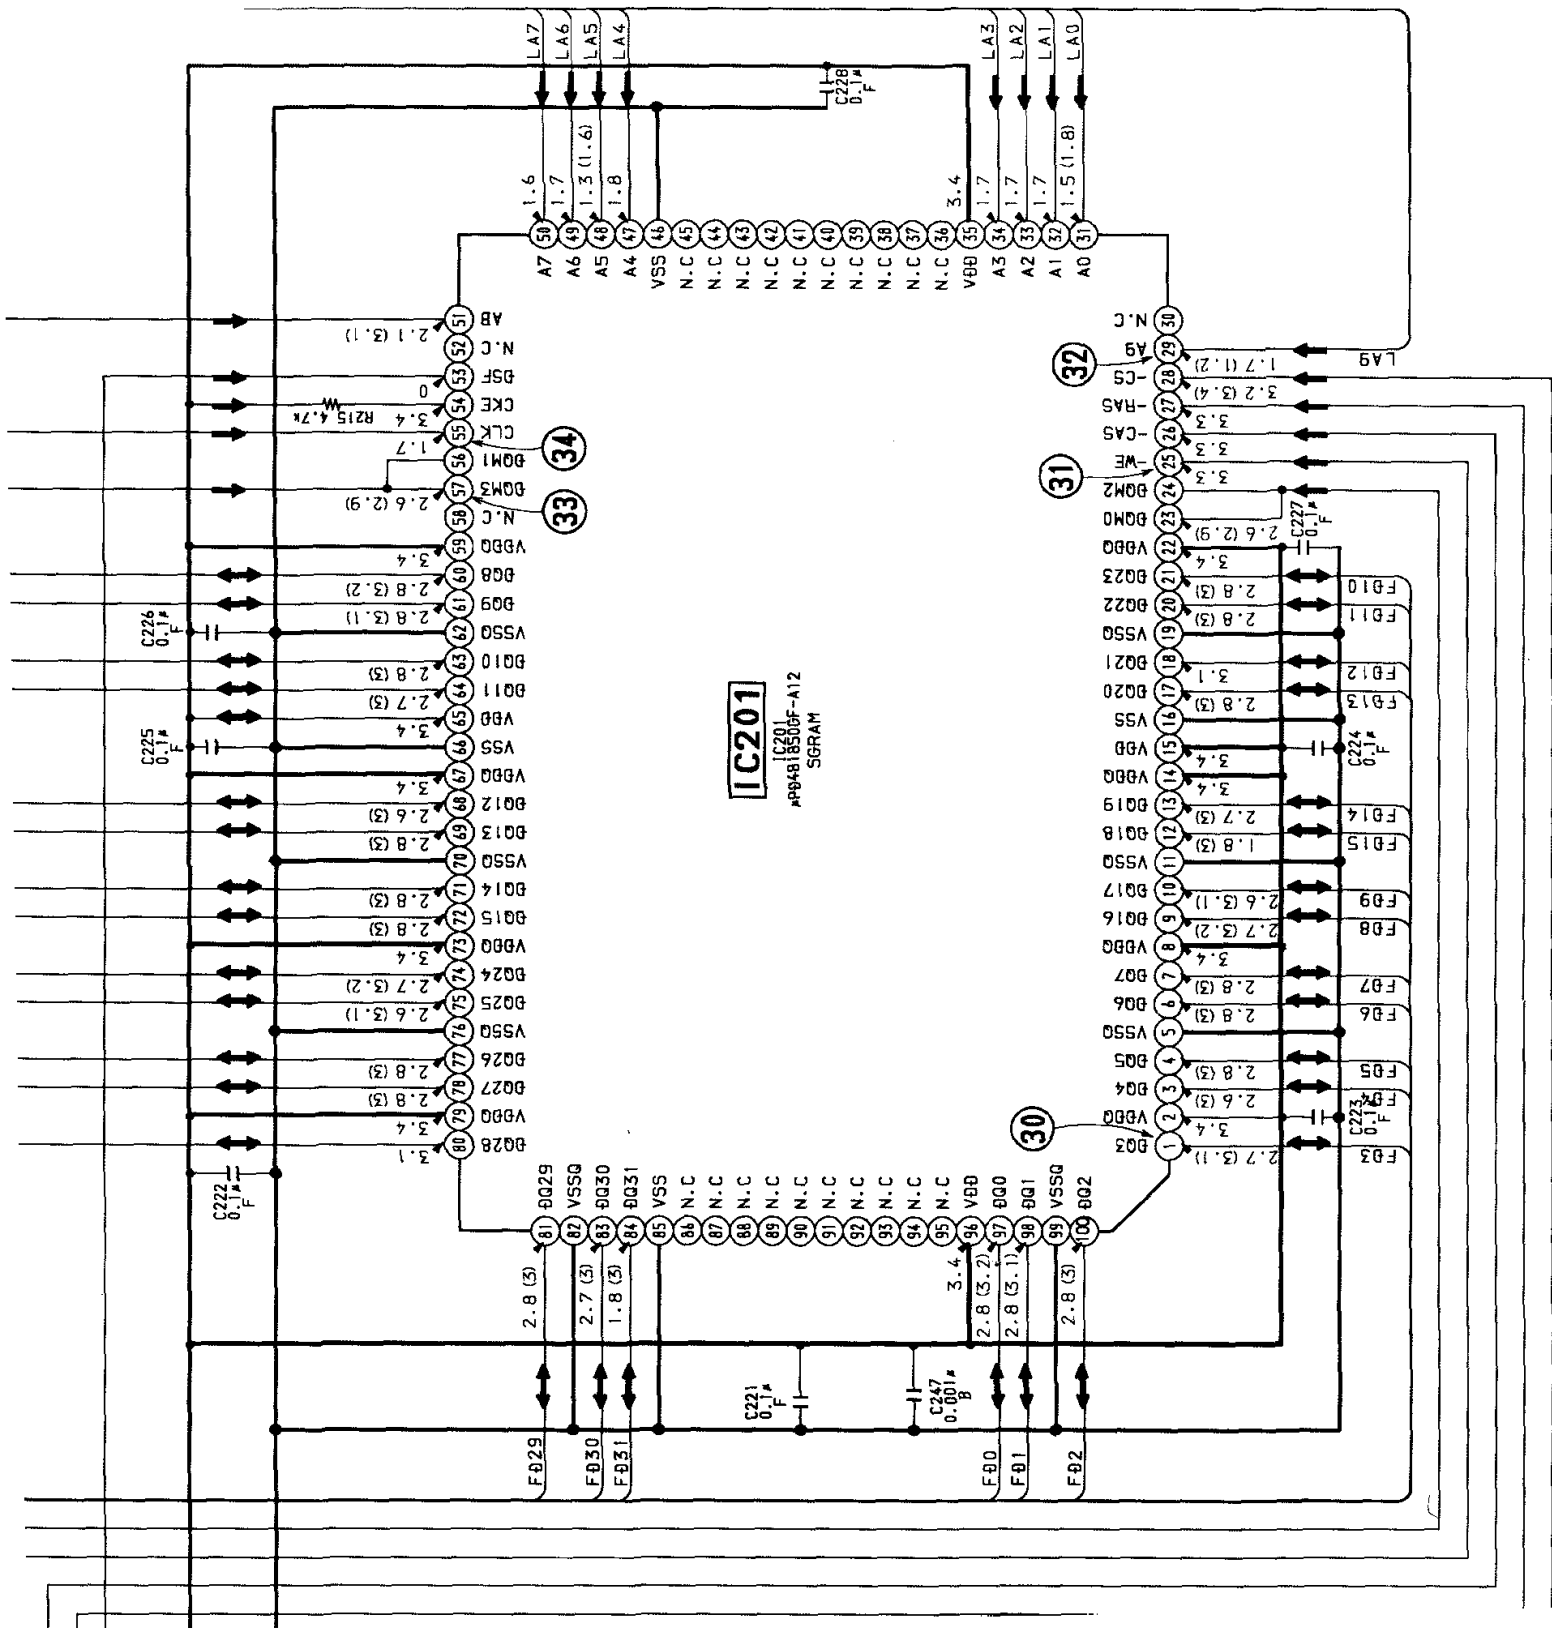 LA7
LA6
LA5
LA4
LA3
LA2
LA1
LA0
C228
0.1μ
F
1.6
1.7
1.3 (1.6)
1.8
3.4
1.7
1.7
1.7
1.5 (1.8)
50 49 48 47 46 45 44 43 42 41 40 39 38 37 36 35 34 33 32 31
A7
A6
A5
A4
VSS
N.C
N.C
N.C
N.C
N.C
N.C
N.C
N.C
N.C
N.C
VDD
A3
A2
A1
A0
2.1 (3.1) 51 A8
52 N.C
0 53 DSF
R215 4.7K 3.4 54 CKE
1.7 55 CLK
34
56 DQM1
2.6 (2.9) 57 DQM3
33
58 N.C
3.4 59 VDDQ
2.8 (3.2) 60 DQ8
2.8 (3.1) 61 DQ9
62 VSSQ
2.8 (3) 63 DQ10
2.7 (3) 64 DQ11
3.4 65 VDD
66 VSS
3.4 67 VDDQ
2.6 (3) 68 DQ12
2.8 (3) 69 DQ13
70 VSSQ
2.8 (3) 71 DQ14
2.8 (3) 72 DQ15
3.4 73 VDDQ
2.7 (3.2) 74 DQ24
2.6 (3.1) 75 DQ25
76 VSSQ
2.8 (3) 77 DQ26
2.8 (3) 78 DQ27
3.4 79 VDDQ
3.1 80 DQ28
C226
0.1μ
F
C225
0.1μ
F
C222
0.1μ
F
IC201
IC201
μPD481850GF-A12
SGRAM
N.C 30
32
A9 29 1.7 (1.2) LA9
-CS 28 3.2 (3.4)
-RAS 27 3.3
-CAS 26 3.3
31
-WE 25 3.3
DQM2 24
DQM0 23 2.6 (2.9)
VDDQ 22 3.4
DQ23 21 2.8 (3) FD10
DQ22 20 2.8 (3) FD11
VSSQ 19
DQ21 18 3.1 FD12
DQ20 17 2.8 (3) FD13
VSS 16
VDD 15 3.4
VDDQ 14 3.4
DQ19 13 2.7 (3) FD14
DQ18 12 1.8 (3) FD15
VSSQ 11
DQ17 10 2.6 (3.1) FD9
DQ16 9 2.7 (3.2) FD8
VDDQ 8 3.4
DQ7 7 2.8 (3) FD7
DQ6 6 2.8 (3) FD6
VSSQ 5
DQ5 4 2.8 (3) FD5
DQ4 3 2.6 (3) FD4
VDDQ 2 3.4
30
DQ3 1 2.7 (3.1) FD3
C227
0.1μ
F
C224
0.1μ
F
C223
0.1μ
F
DQ29
VSSQ
DQ30
DQ31
VSS
N.C
N.C
N.C
N.C
N.C
N.C
N.C
N.C
N.C
N.C
VDD
DQ0
DQ1
VSSQ
DQ2
81 82 83 84 85 86 87 88 89 90 91 92 93 94 95 96 97 98 99 100
2.8 (3)
2.7 (3)
1.8 (3)
3.4
2.8 (3.2)
2.8 (3.1)
2.8 (3)
C221
0.1μ
F
C247
0.001μ
B
FD29
FD30
FD31
FD0
FD1
FD2